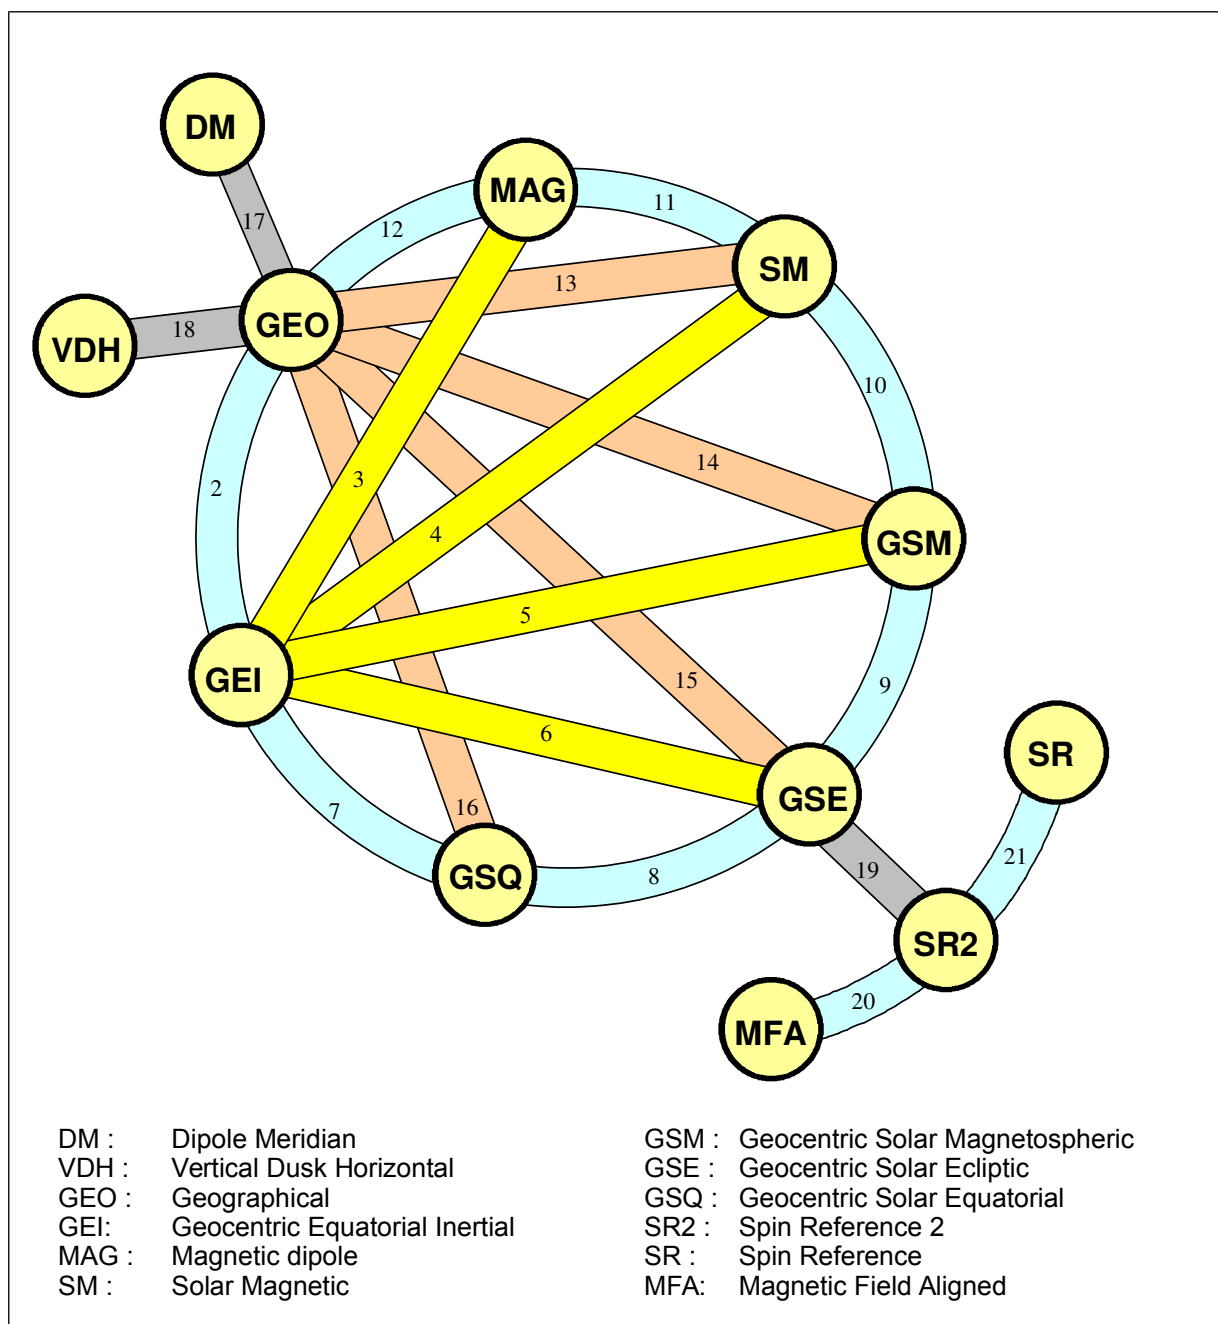 DM
MAG
11
12
17
SM
13
GEO
18
VDH
10
14
3
2
4
GSM
5
GEI
15
9
6
SR
GSE
16
7
21
19
8
GSQ
SR2
20
MFA
DM : Dipole Meridian
VDH : Vertical Dusk Horizontal
GEO : Geographical
GEI: Geocentric Equatorial Inertial
MAG : Magnetic dipole
SM : Solar Magnetic
GSM : Geocentric Solar Magnetospheric
GSE : Geocentric Solar Ecliptic
GSQ : Geocentric Solar Equatorial
SR2 : Spin Reference 2
SR : Spin Reference
MFA: Magnetic Field Aligned